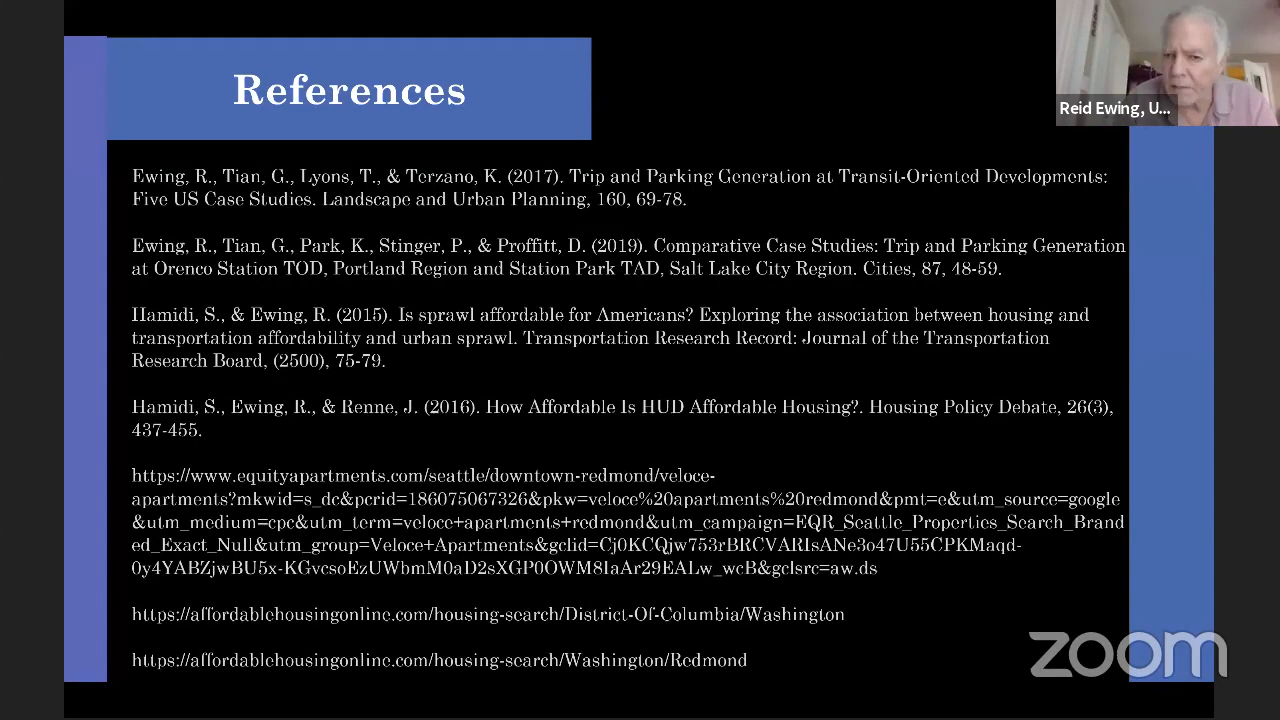 References
Reid Ewing, U...
Ewing, R., Tian, G., Lyons, T., & Terzano, K. (2017). Trip and Parking Generation at Transit-Oriented Developments:
Five US Case Studies. Landscape and Urban Planning, 160, 69-78.
Ewing, R., Tian, G., Park, K., Stinger, P., & Proffitt, D. (2019). Comparative Case Studies: Trip and Parking Generation
at Orenco Station TOD, Portland Region and Station Park TAD, Salt Lake City Region. Cities, 87, 48-59.
Hamidi, S., & Ewing, R. (2015). Is sprawl affordable for Americans? Exploring the association between housing and
transportation affordability and urban sprawl. Transportation Research Record: Journal of the Transportation
Research Board, (2500), 75-79.
Hamidi, S., Ewing, R., & Renne, J. (2016). How Affordable Is HUD Affordable Housing?. Housing Policy Debate, 26(3),
437-455.
https://www.equityapartments.com/seattle/downtown-redmond/veloce-
apartments?mkwid=s_dc&pcrid=186075067326&pkw=veloce%20apartments%20redmond&pmt=e&utm_source=google
&utm_medium=cpc&utm_term=veloce+apartments+redmond&utm_campaign=EQR_Seattle_Properties_Search_Brand
ed_Exact_Null&utm_group=Veloce+Apartments&gclid=Cj0KCQjw753rBRCVARIsANe3o47U55CPKMaqd-
0y4YABZjwBU5x-KGvcsoEzUWbmM0aD2sXGP0OWM8IaAr29EALw_wcB&gclsrc=aw.ds
https://affordablehousingonline.com/housing-search/District-Of-Columbia/Washington
https://affordablehousingonline.com/housing-search/Washington/Redmond
zoom